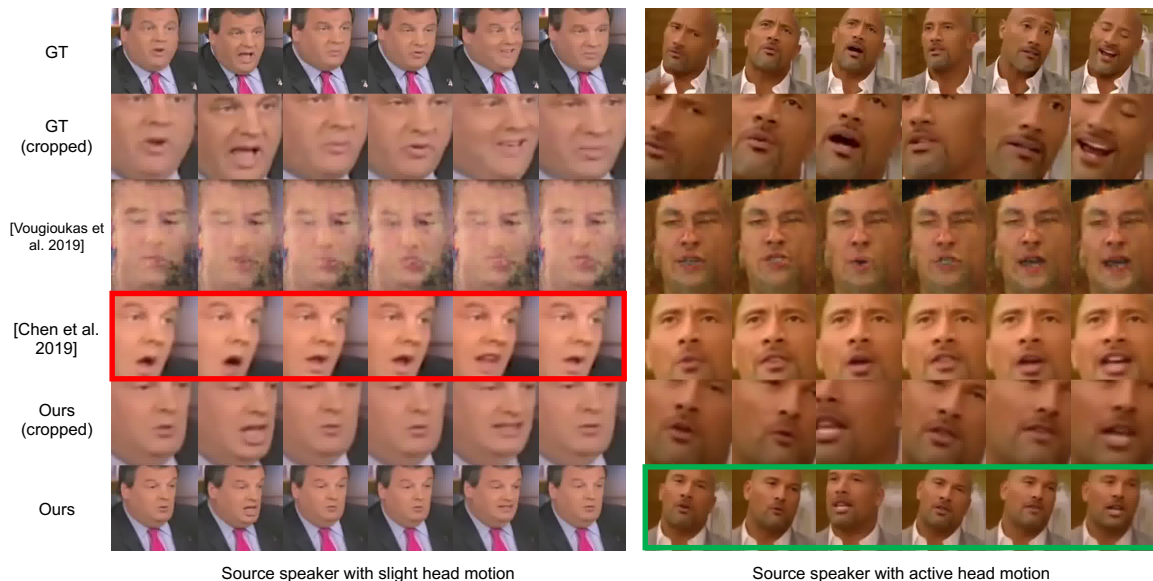 GT
GT
(cropped)
[Vougioukas et
al. 2019]
[Chen et al.
2019]
Ours
(cropped)
Ours
Source speaker with slight head motion
Source speaker with active head motion